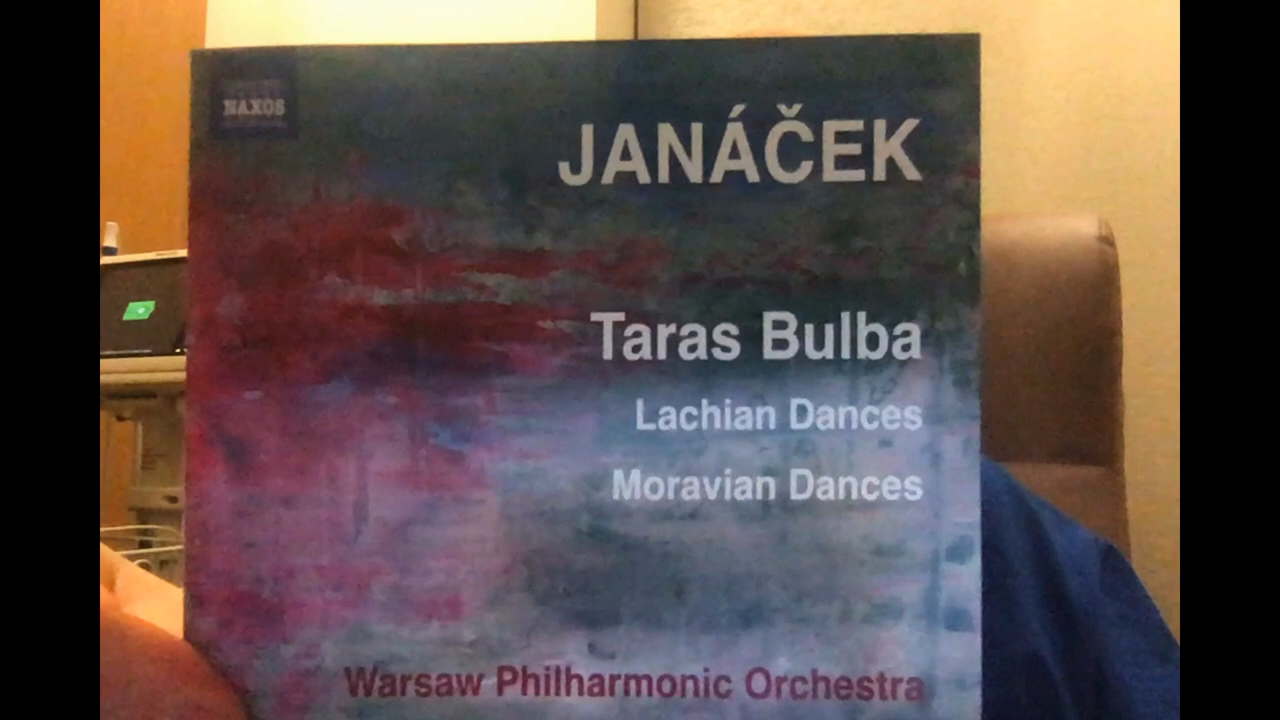 NAXOS
JANÁČEK
Taras Bulba
Lachian Dances
Moravian Dances
Warsaw Philharmonic Orchestra